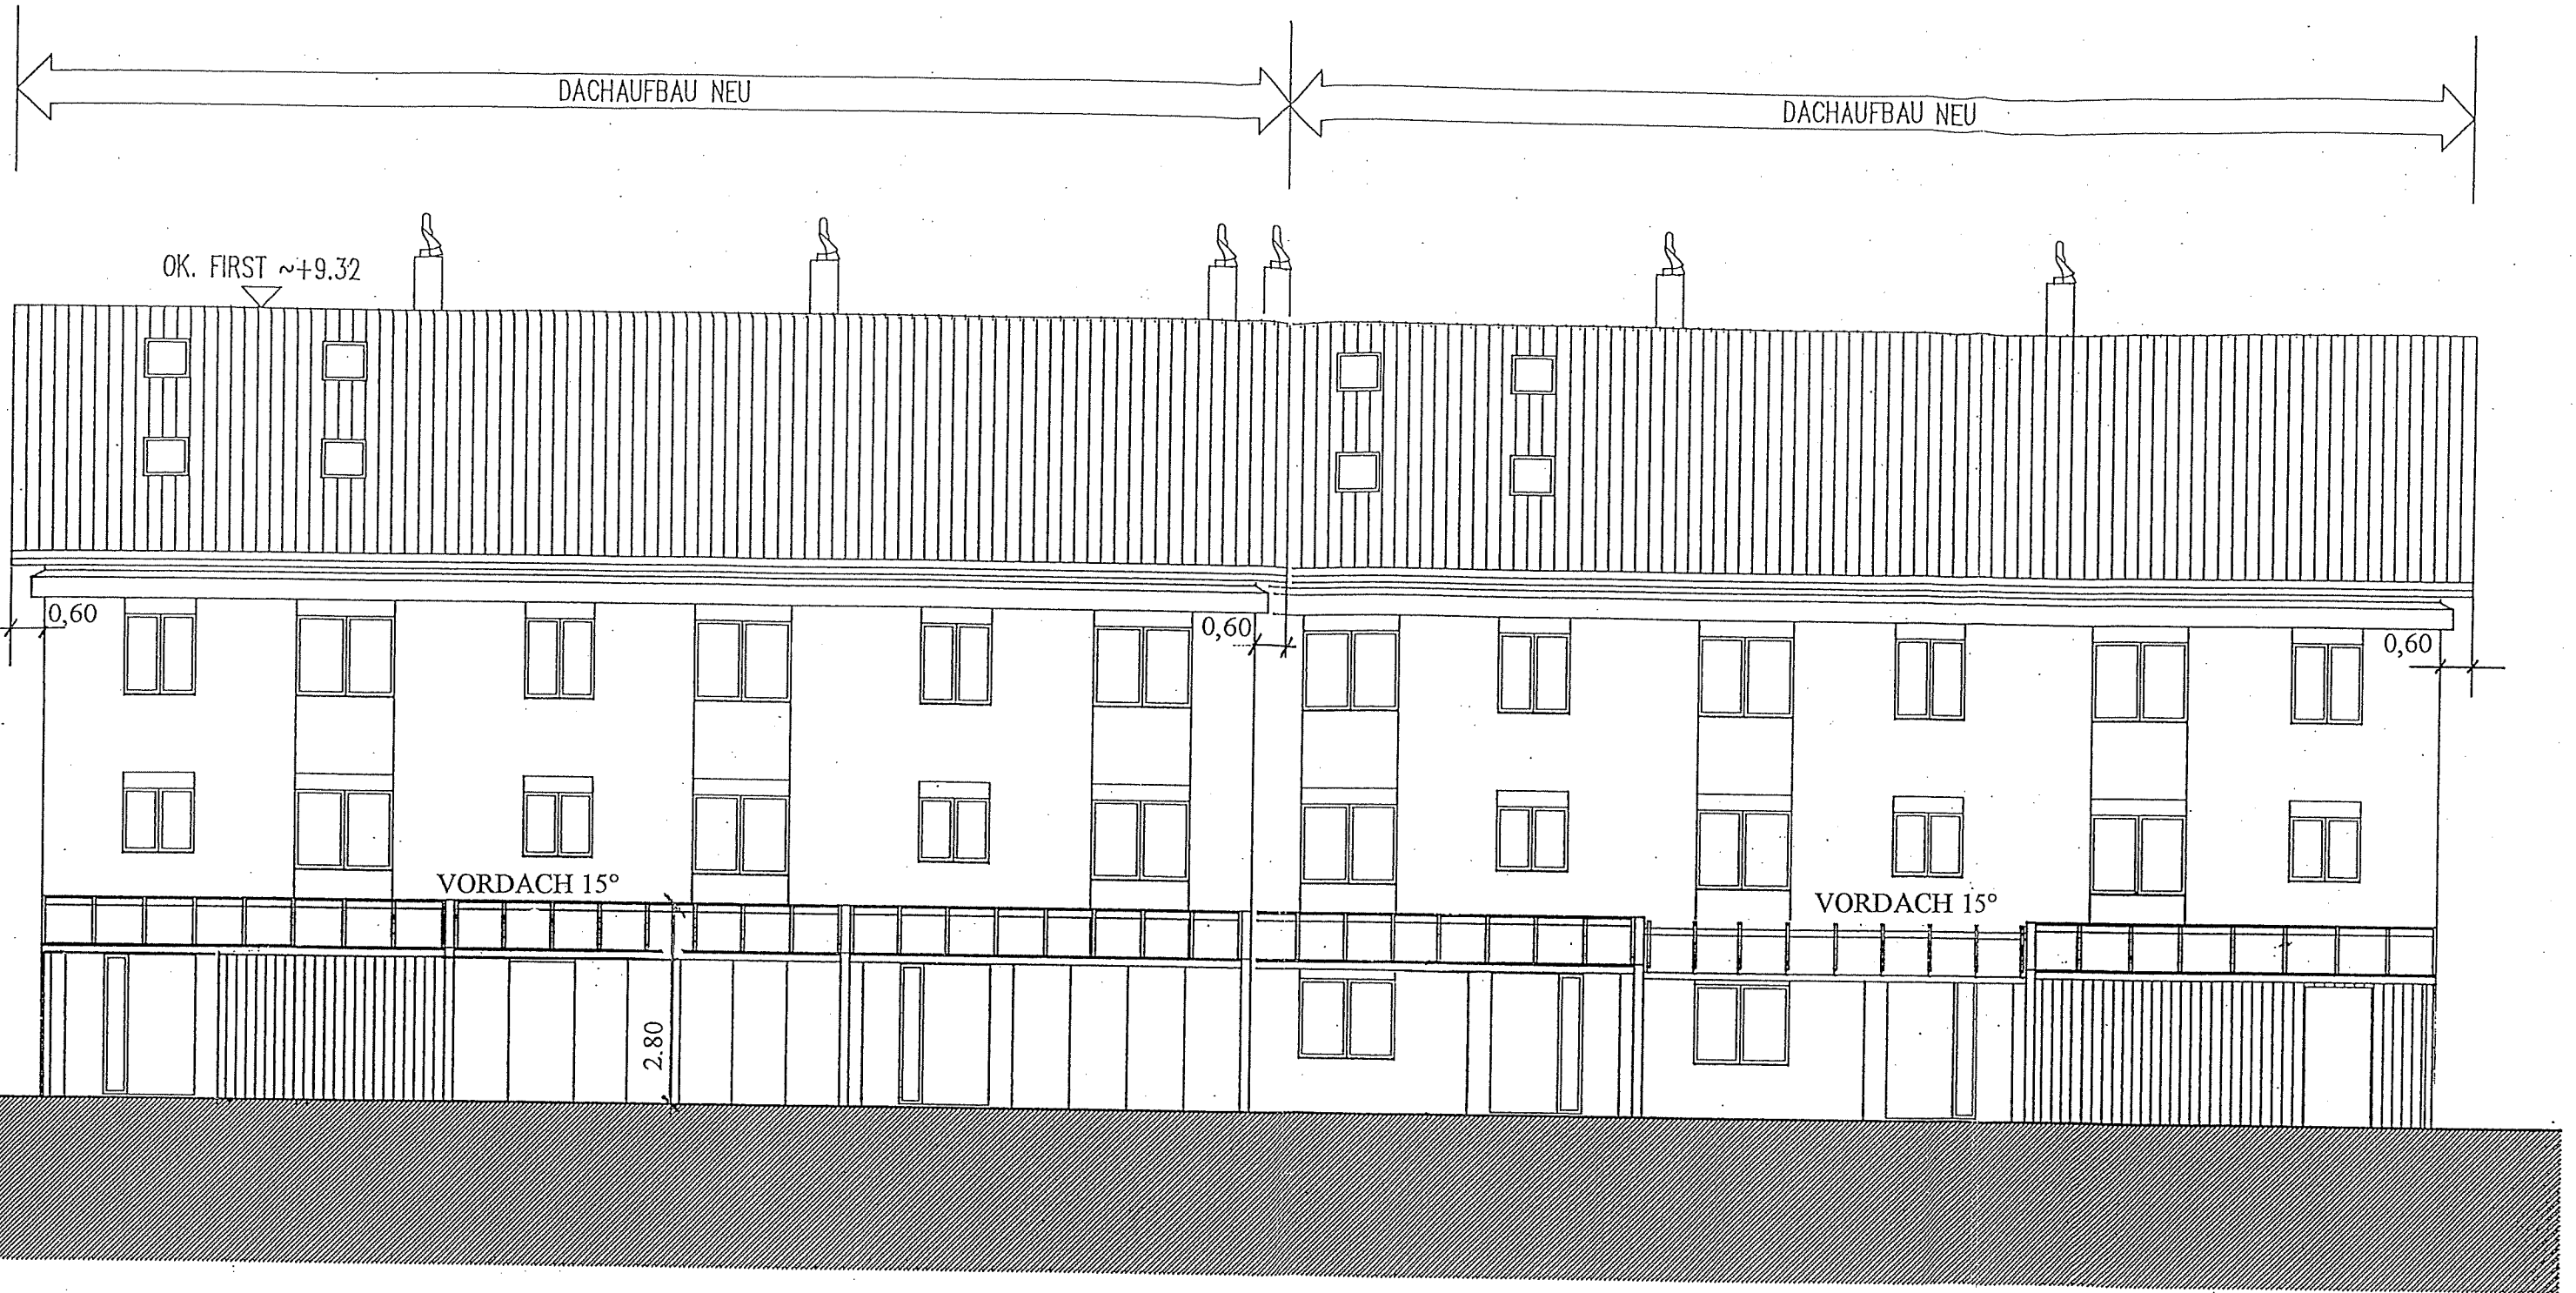 DACHAUFBAU NEU
DACHAUFBAU NEU
OK. FIRST ~+9.32
0,60
0,60
0,60
VORDACH 15°
VORDACH 15°
2.80